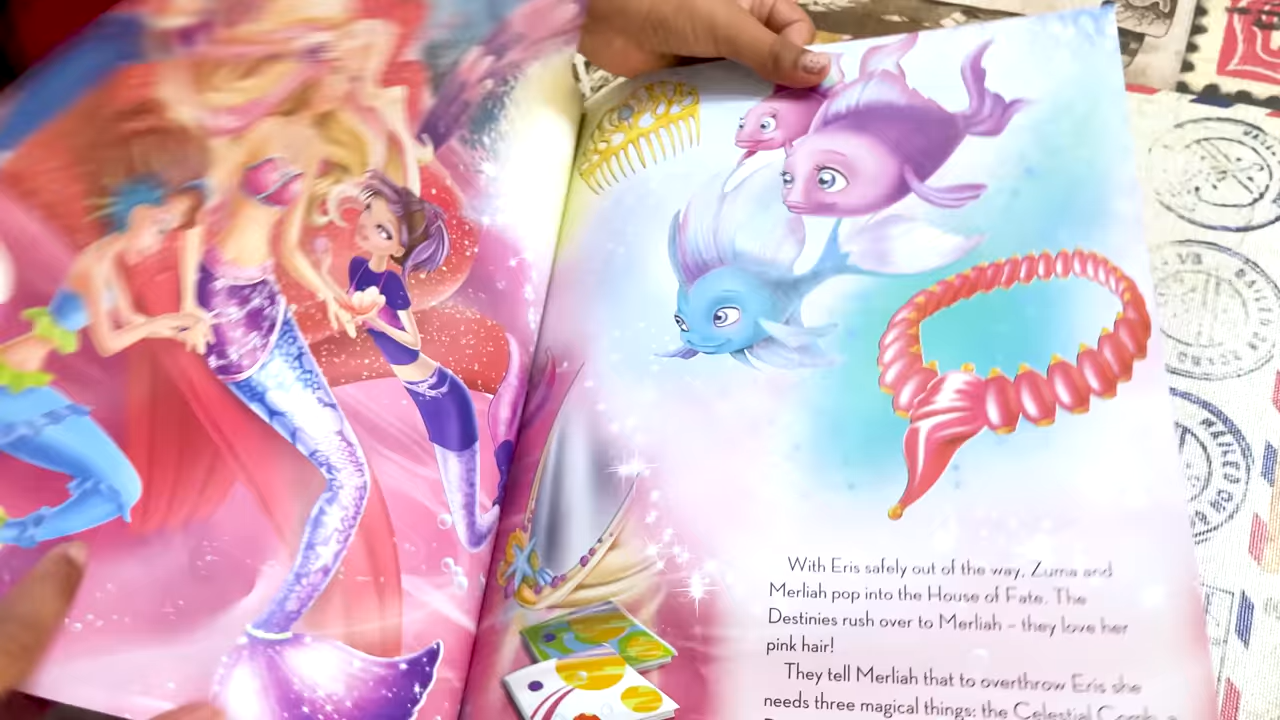 With Eris safely out of the way, Zuma and
Merliah pop into the House of Fate. The
Destinies rush over to Merliah – they love her
pink hair!
They tell Merliah that to overthrow Eris she
needs three magical things: the Celestial